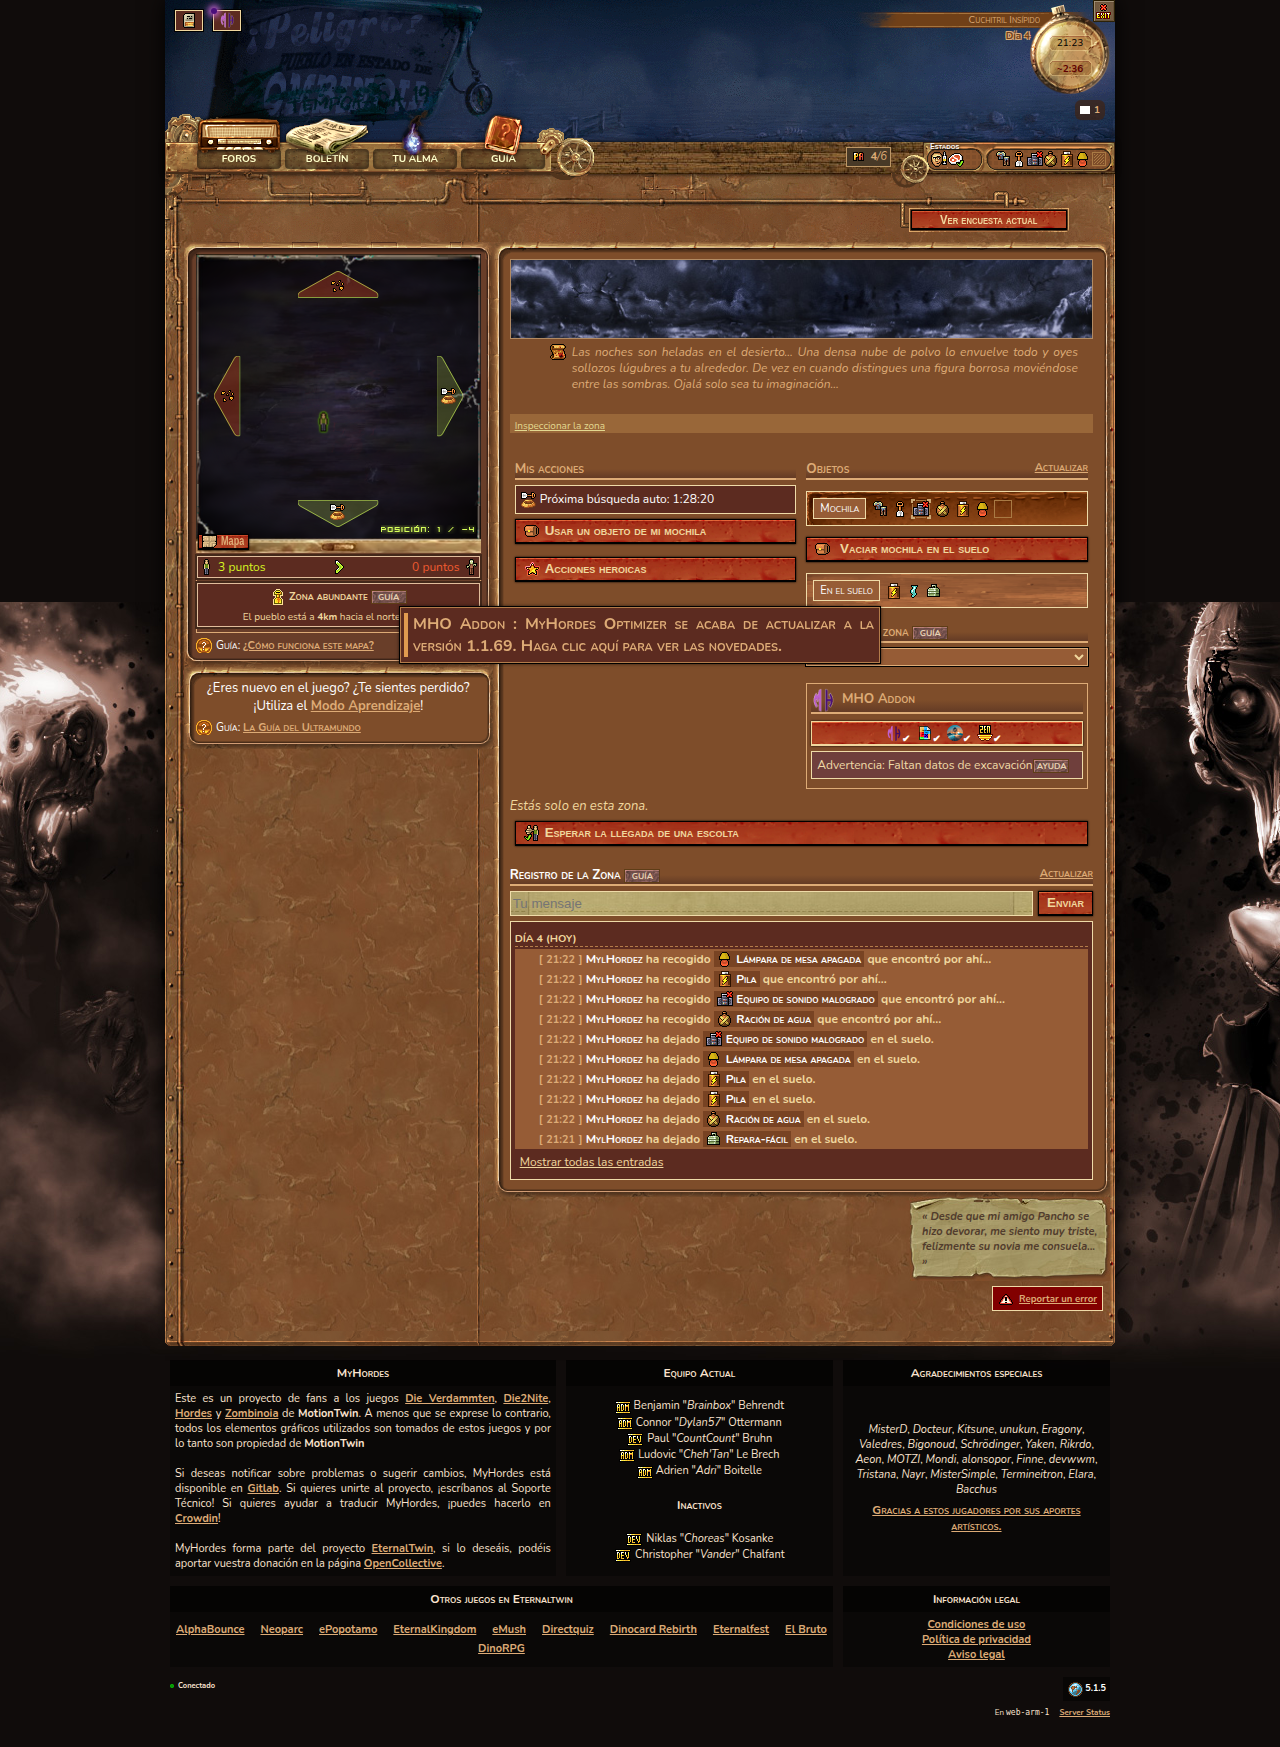 ¡Peligro!
PUEBLO EN ESTADO DE
Cuchitril Insípido
EXIT
Día 4
21:23
~2:36
1
FOROS
BOLETÍN
TU ALMA
GUÍA
4/6
Estados
Ver encuesta actual
Las noches son heladas en el desierto... Una densa nube de polvo lo envuelve todo y oyes
sollozos lúgubres a tu alrededor. De vez en cuando distingues una figura borrosa moviéndose
entre las sombras. Ojalá solo sea tu imaginación...
Inspeccionar la zona
POSICIÓN: 1 / -4
Mapa
3 puntos
0 puntos
Zona abundante GUÍA
El pueblo está a 4km hacia el norte
Guía: ¿Cómo funciona este mapa?
¿Eres nuevo en el juego? ¿Te sientes perdido?
¡Utiliza el Modo Aprendizaje!
Guía: La Guía del Ultramundo
Mis acciones
Próxima búsqueda auto: 1:28:20
Usar un objeto de mi mochila
Acciones heroicas
Objetos
Actualizar
Mochila
Vaciar mochila en el suelo
En el suelo
MHO Addon : MyHordes Optimizer se acaba de actualizar a la
versión 1.1.69. Haga clic aquí para ver las novedades.
zona GUÍA
MHO Addon
Advertencia: Faltan datos de excavación AYUDA
Estás solo en esta zona.
Esperar la llegada de una escolta
Registro de la Zona GUÍA
Actualizar
Tu mensaje
Enviar
DÍA 4 (HOY)
[ 21:22 ] MylHordez ha recogido Lámpara de mesa apagada que encontró por ahí...
[ 21:22 ] MylHordez ha recogido Pila que encontró por ahí...
[ 21:22 ] MylHordez ha recogido Equipo de sonido malogrado que encontró por ahí...
[ 21:22 ] MylHordez ha recogido Ración de agua que encontró por ahí...
[ 21:22 ] MylHordez ha dejado Equipo de sonido malogrado en el suelo.
[ 21:22 ] MylHordez ha dejado Lámpara de mesa apagada en el suelo.
[ 21:22 ] MylHordez ha dejado Pila en el suelo.
[ 21:22 ] MylHordez ha dejado Pila en el suelo.
[ 21:22 ] MylHordez ha dejado Ración de agua en el suelo.
[ 21:21 ] MylHordez ha dejado Repara-fácil en el suelo.
Mostrar todas las entradas
« Desde que mi amigo Pancho se
hizo devorar, me siento muy triste,
felizmente su novia me consuela...
»
Reportar un error
MyHordes
Este es un proyecto de fans a los juegos Die Verdammten, Die2Nite,
Hordes y Zombinoia de MotionTwin. A menos que se exprese lo contrario,
todos los elementos gráficos utilizados son tomados de estos juegos y por
lo tanto son propiedad de MotionTwin
Si deseas notificar sobre problemas o sugerir cambios, MyHordes está
disponible en Gitlab. Si quieres unirte al proyecto, ¡escríbanos al Soporte
Técnico! Si quieres ayudar a traducir MyHordes, ¡puedes hacerlo en
Crowdin!
MyHordes forma parte del proyecto EternalTwin, si lo deseáis, podéis
aportar vuestra donación en la página OpenCollective.
Equipo Actual
ADM Benjamin "Brainbox" Behrendt
ADM Connor "Dylan57" Ottermann
DEV Paul "CountCount" Bruhn
ADM Ludovic "Cheh'Tan" Le Brech
ADM Adrien "Adri" Boitelle
Inactivos
DEV Niklas "Choreas" Kosanke
DEV Christopher "Vander" Chalfant
Agradecimientos especiales
MisterD, Docteur, Kitsune, unukun, Eragony,
Valedres, Bigonoud, Schrödinger, Yaken, Rikrdo,
Aeon, MOTZI, Mondi, alonsopor, Finne, devwwm,
Tristana, Nayr, MisterSimple, Termineitron, Elara,
Bacchus
Gracias a estos jugadores por sus aportes
artísticos.
Otros juegos en Eternaltwin
AlphaBounce Neoparc ePopotamo EternalKingdom eMush Directquiz Dinocard Rebirth Eternalfest El Bruto
DinoRPG
Información legal
Condiciones de uso
Política de privacidad
Aviso legal
Conectado
5.1.5
En web-arm-1 Server Status